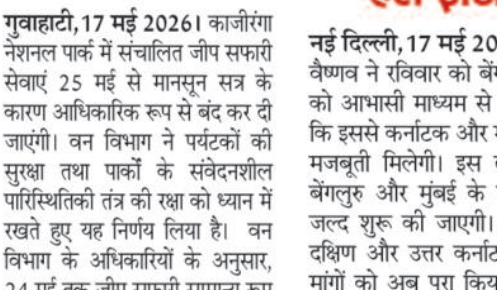 गुवाहाटी, 17 मई 2026। काजीरंगा
नेशनल पार्क में संचालित जीप सफारी
सेवाएं 25 मई से मानसून सत्र के
कारण आधिकारिक रूप से बंद कर दी
जाएंगी। वन विभाग ने पर्यटकों की
सुरक्षा तथा पार्कों के संवेदनशील
पारिस्थितिकी तंत्र की रक्षा को ध्यान में
रखते हुए यह निर्णय लिया है। वन
विभाग के अधिकारियों के अनुसार,
नई दिल्ली, 17 मई 20
वैष्णव ने रविवार को
को आभासी माध्यम से
कि इससे कर्नाटक और
मजबूती मिलेगी। इस
बेंगलुरु और मुंबई के
जल्द शुरू की जाएगी।
दक्षिण और उत्तर
मांगों को अब पूरा